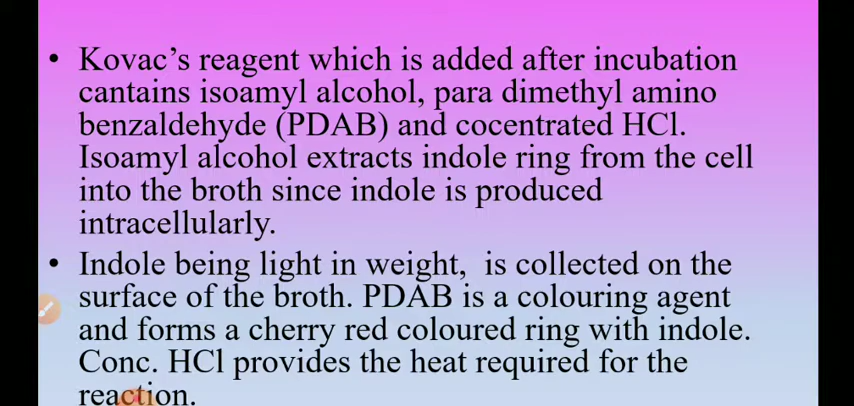 • Kovac’s reagent which is added after incubation
cantains isoamyl alcohol, para dimethyl amino
benzaldehyde (PDAB) and cocentrated HCl.
Isoamyl alcohol extracts indole ring from the cell
into the broth since indole is produced
intracellularly.
• Indole being light in weight, is collected on the
surface of the broth. PDAB is a colouring agent
and forms a cherry red coloured ring with indole.
Conc. HCl provides the heat required for the
reaction.